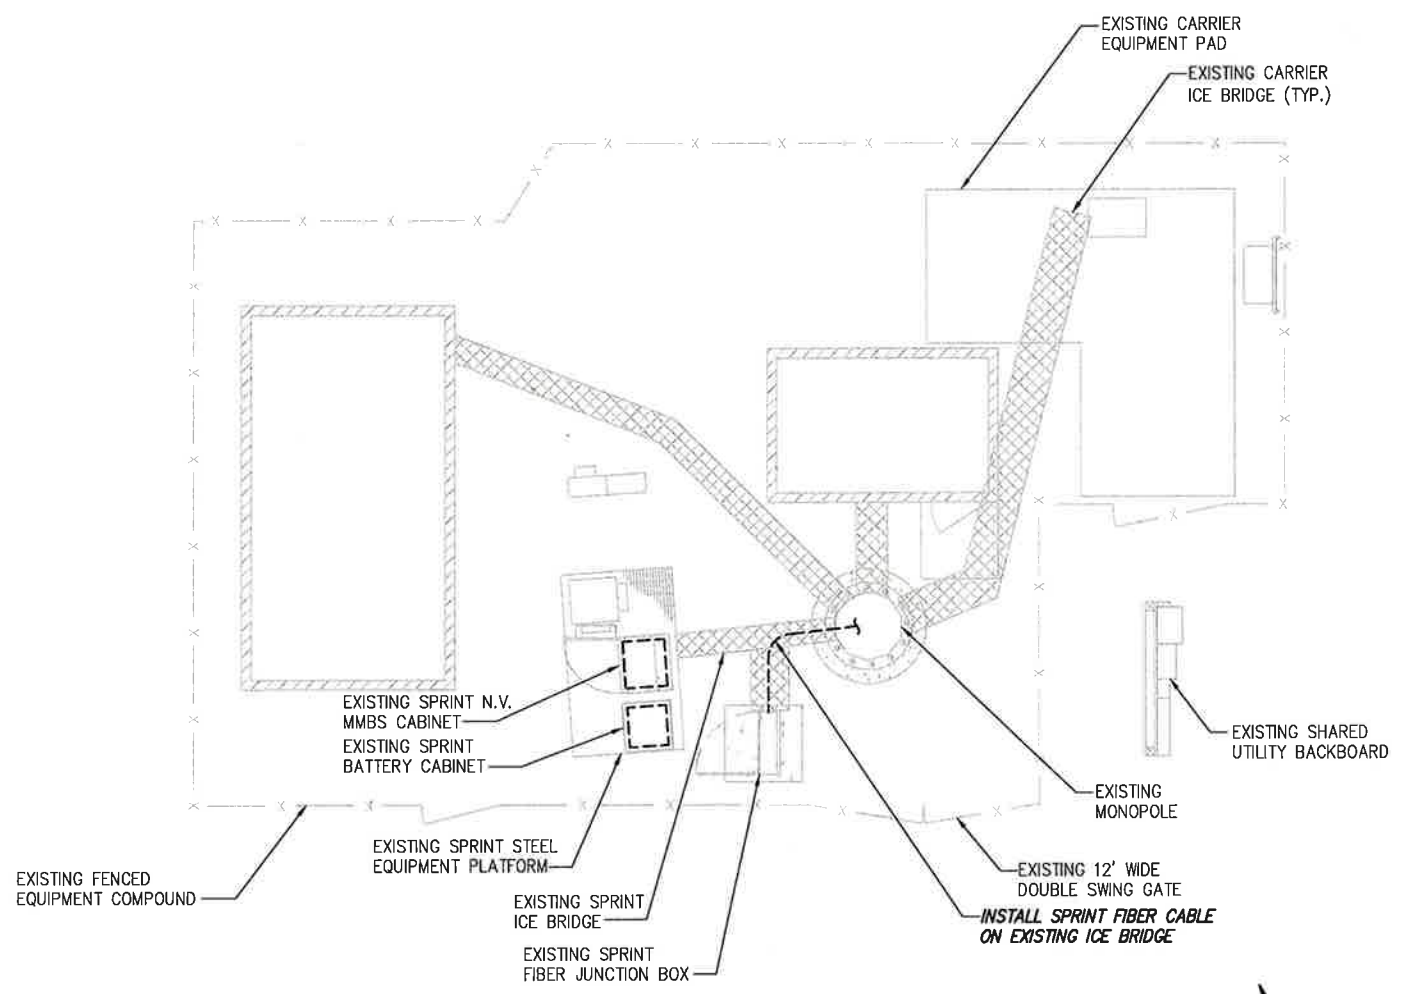 EXISTING CARRIER
EQUIPMENT PAD
EXISTING CARRIER
ICE BRIDGE (TYP.)
EXISTING SPRINT N.V.
MMBS CABINET
EXISTING SPRINT
BATTERY CABINET
EXISTING SHARED
UTILITY BACKBOARD
EXISTING
MONOPOLE
EXISTING SPRINT STEEL
EQUIPMENT PLATFORM
EXISTING FENCED
EQUIPMENT COMPOUND
EXISTING 12' WIDE
DOUBLE SWING GATE
EXISTING SPRINT
ICE BRIDGE
INSTALL SPRINT FIBER CABLE
ON EXISTING ICE BRIDGE
EXISTING SPRINT
FIBER JUNCTION BOX